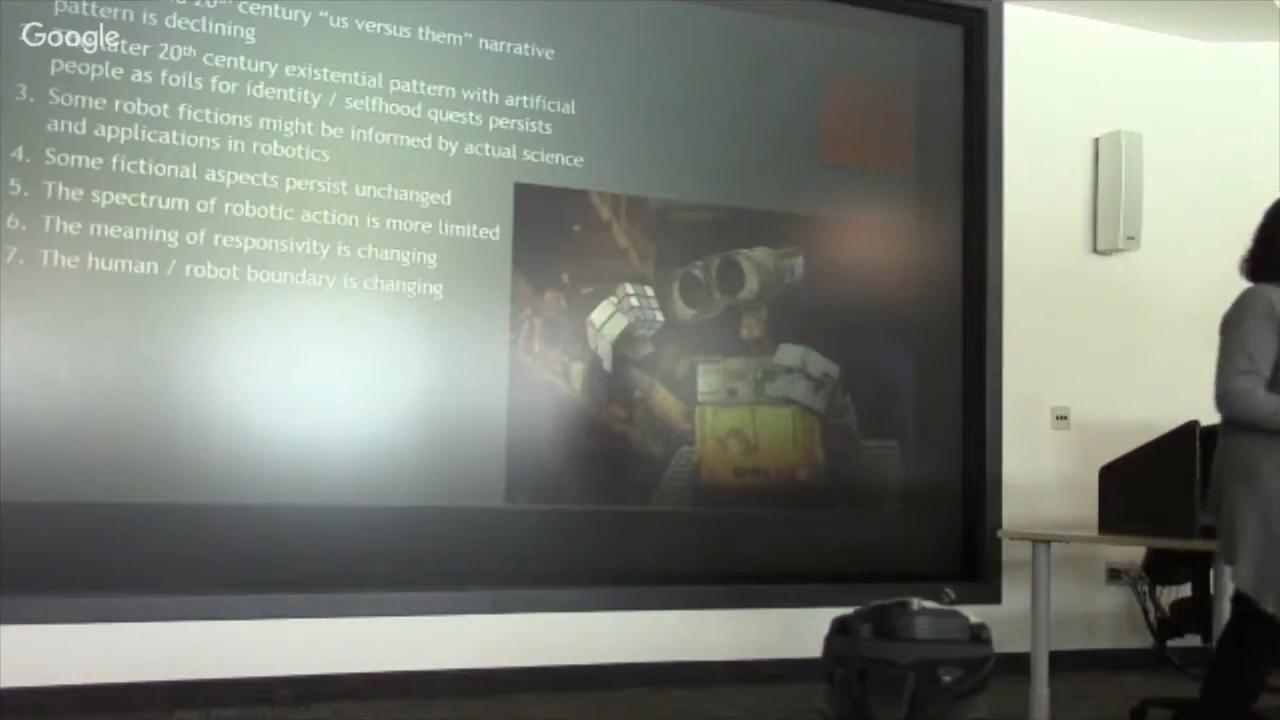 20th century “us versus them” narrative
pattern is declining
Google
later 20th century existential pattern with artificial
people as foils for identity / selfhood quests persists
3. Some robot fictions might be informed by actual science
and applications in robotics
4. Some fictional aspects persist unchanged
5. The spectrum of robotic action is more limited
6. The meaning of responsivity is changing
7. The human / robot boundary is changing